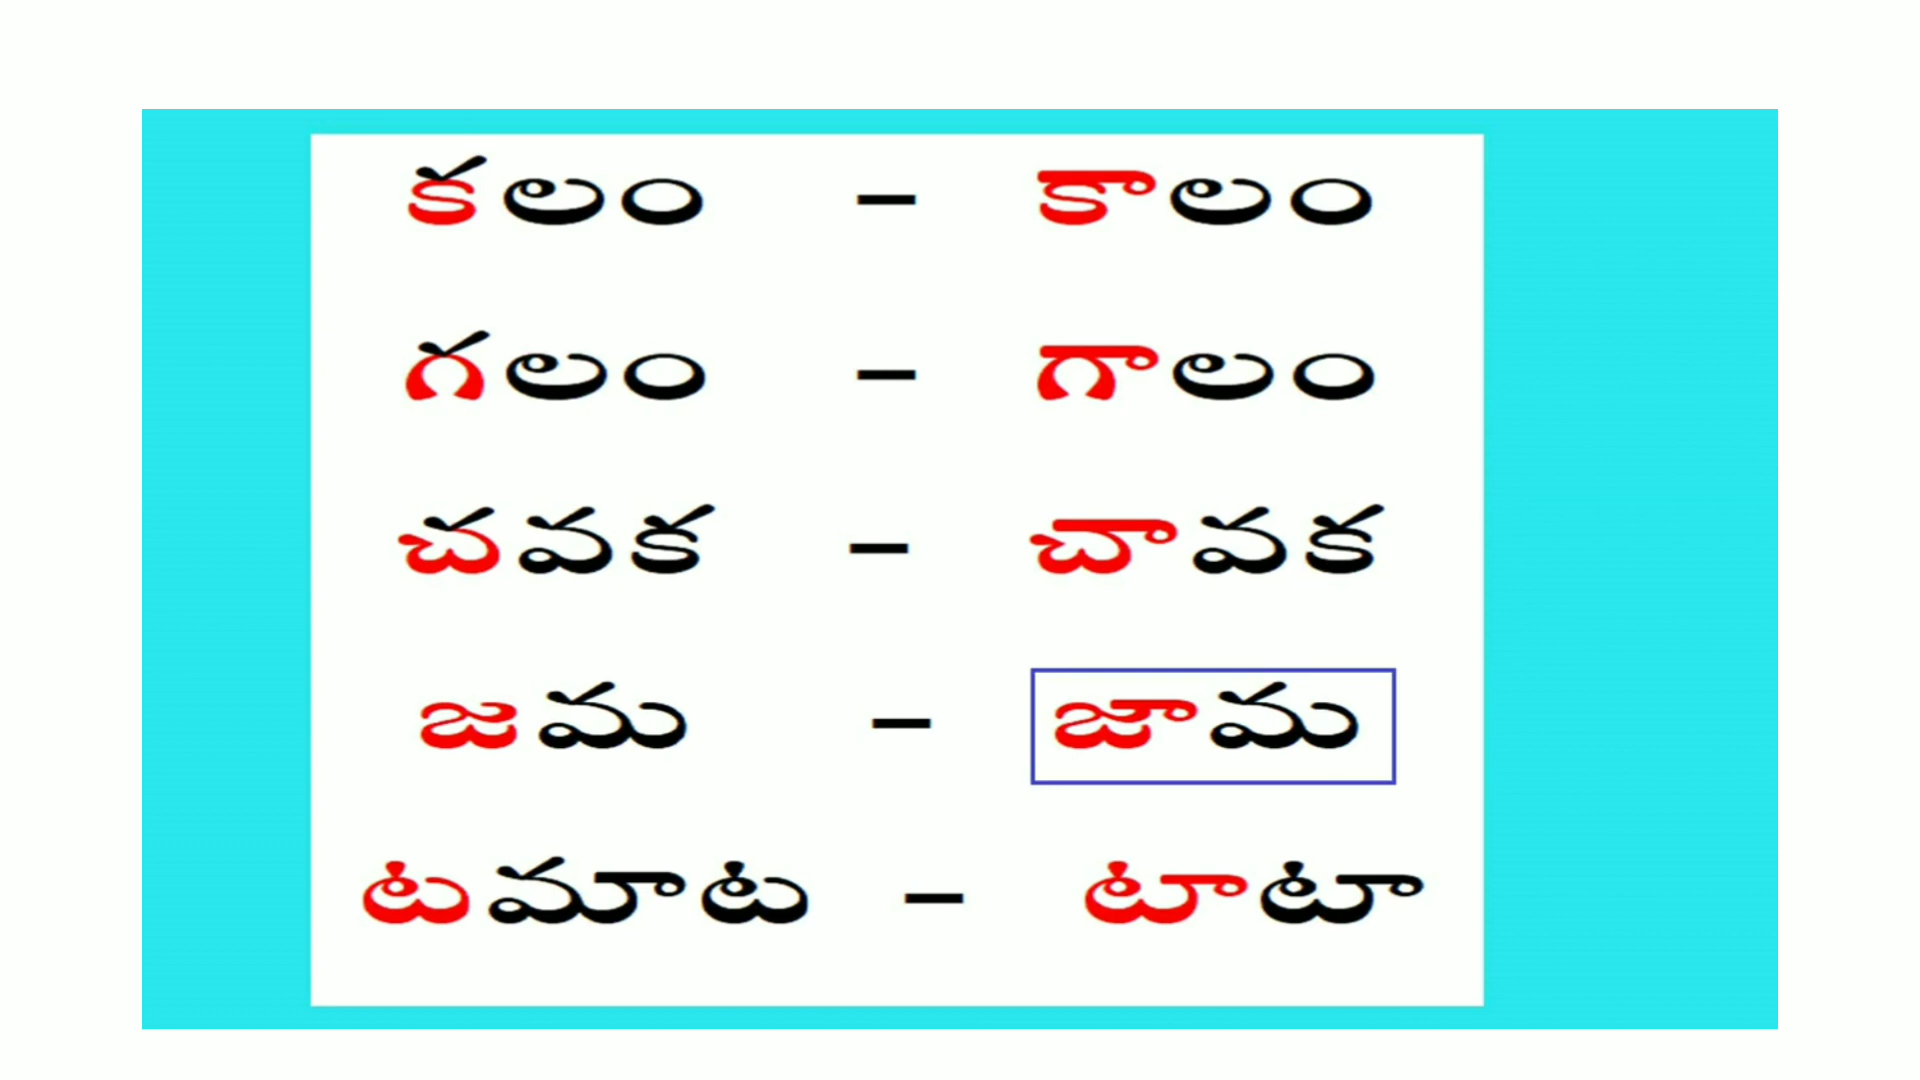 కలం – కాలం
గలం – గాలం
చవక – చావక
జమ – జామ
టమాట – టాటా